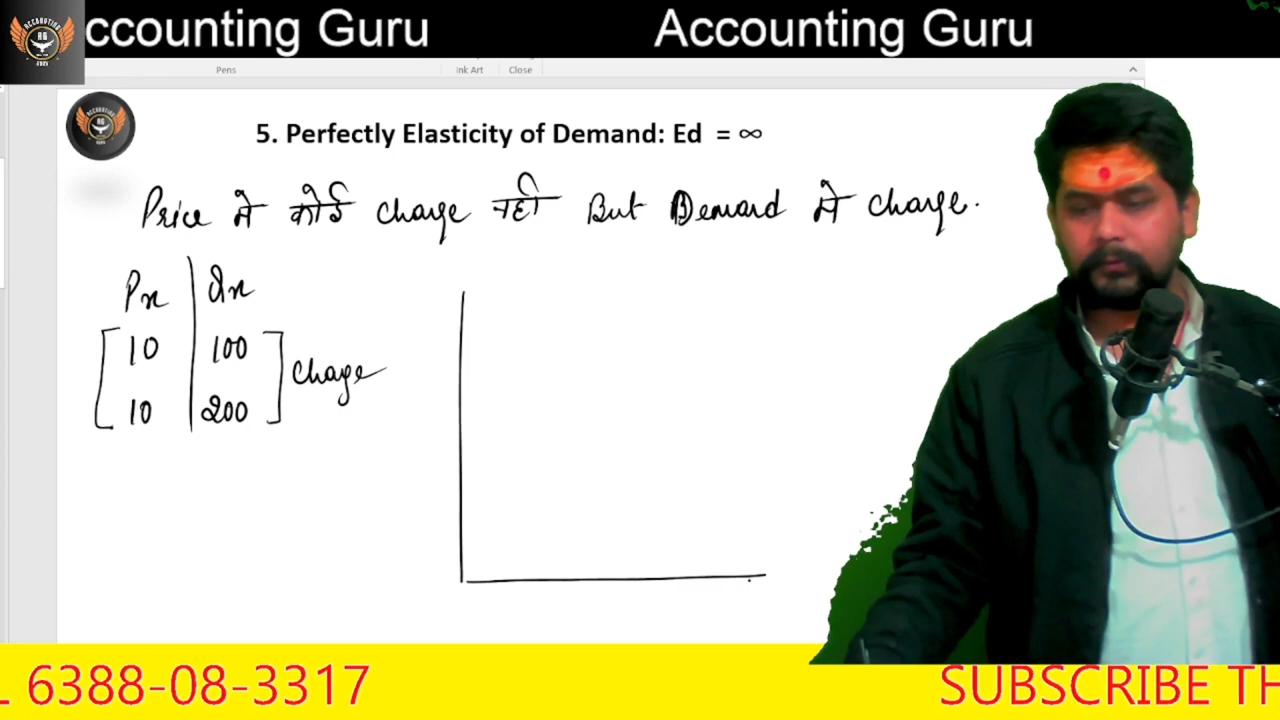 ccounting Guru Accounting Guru
Pens Ink Art Close
5. Perfectly Elasticity of Demand: Ed = ∞
Price मे कोई change नही But Demand मे change.
Px Qx
10 100
10 200
change
6388-08-3317 SUBSCRIBE TH